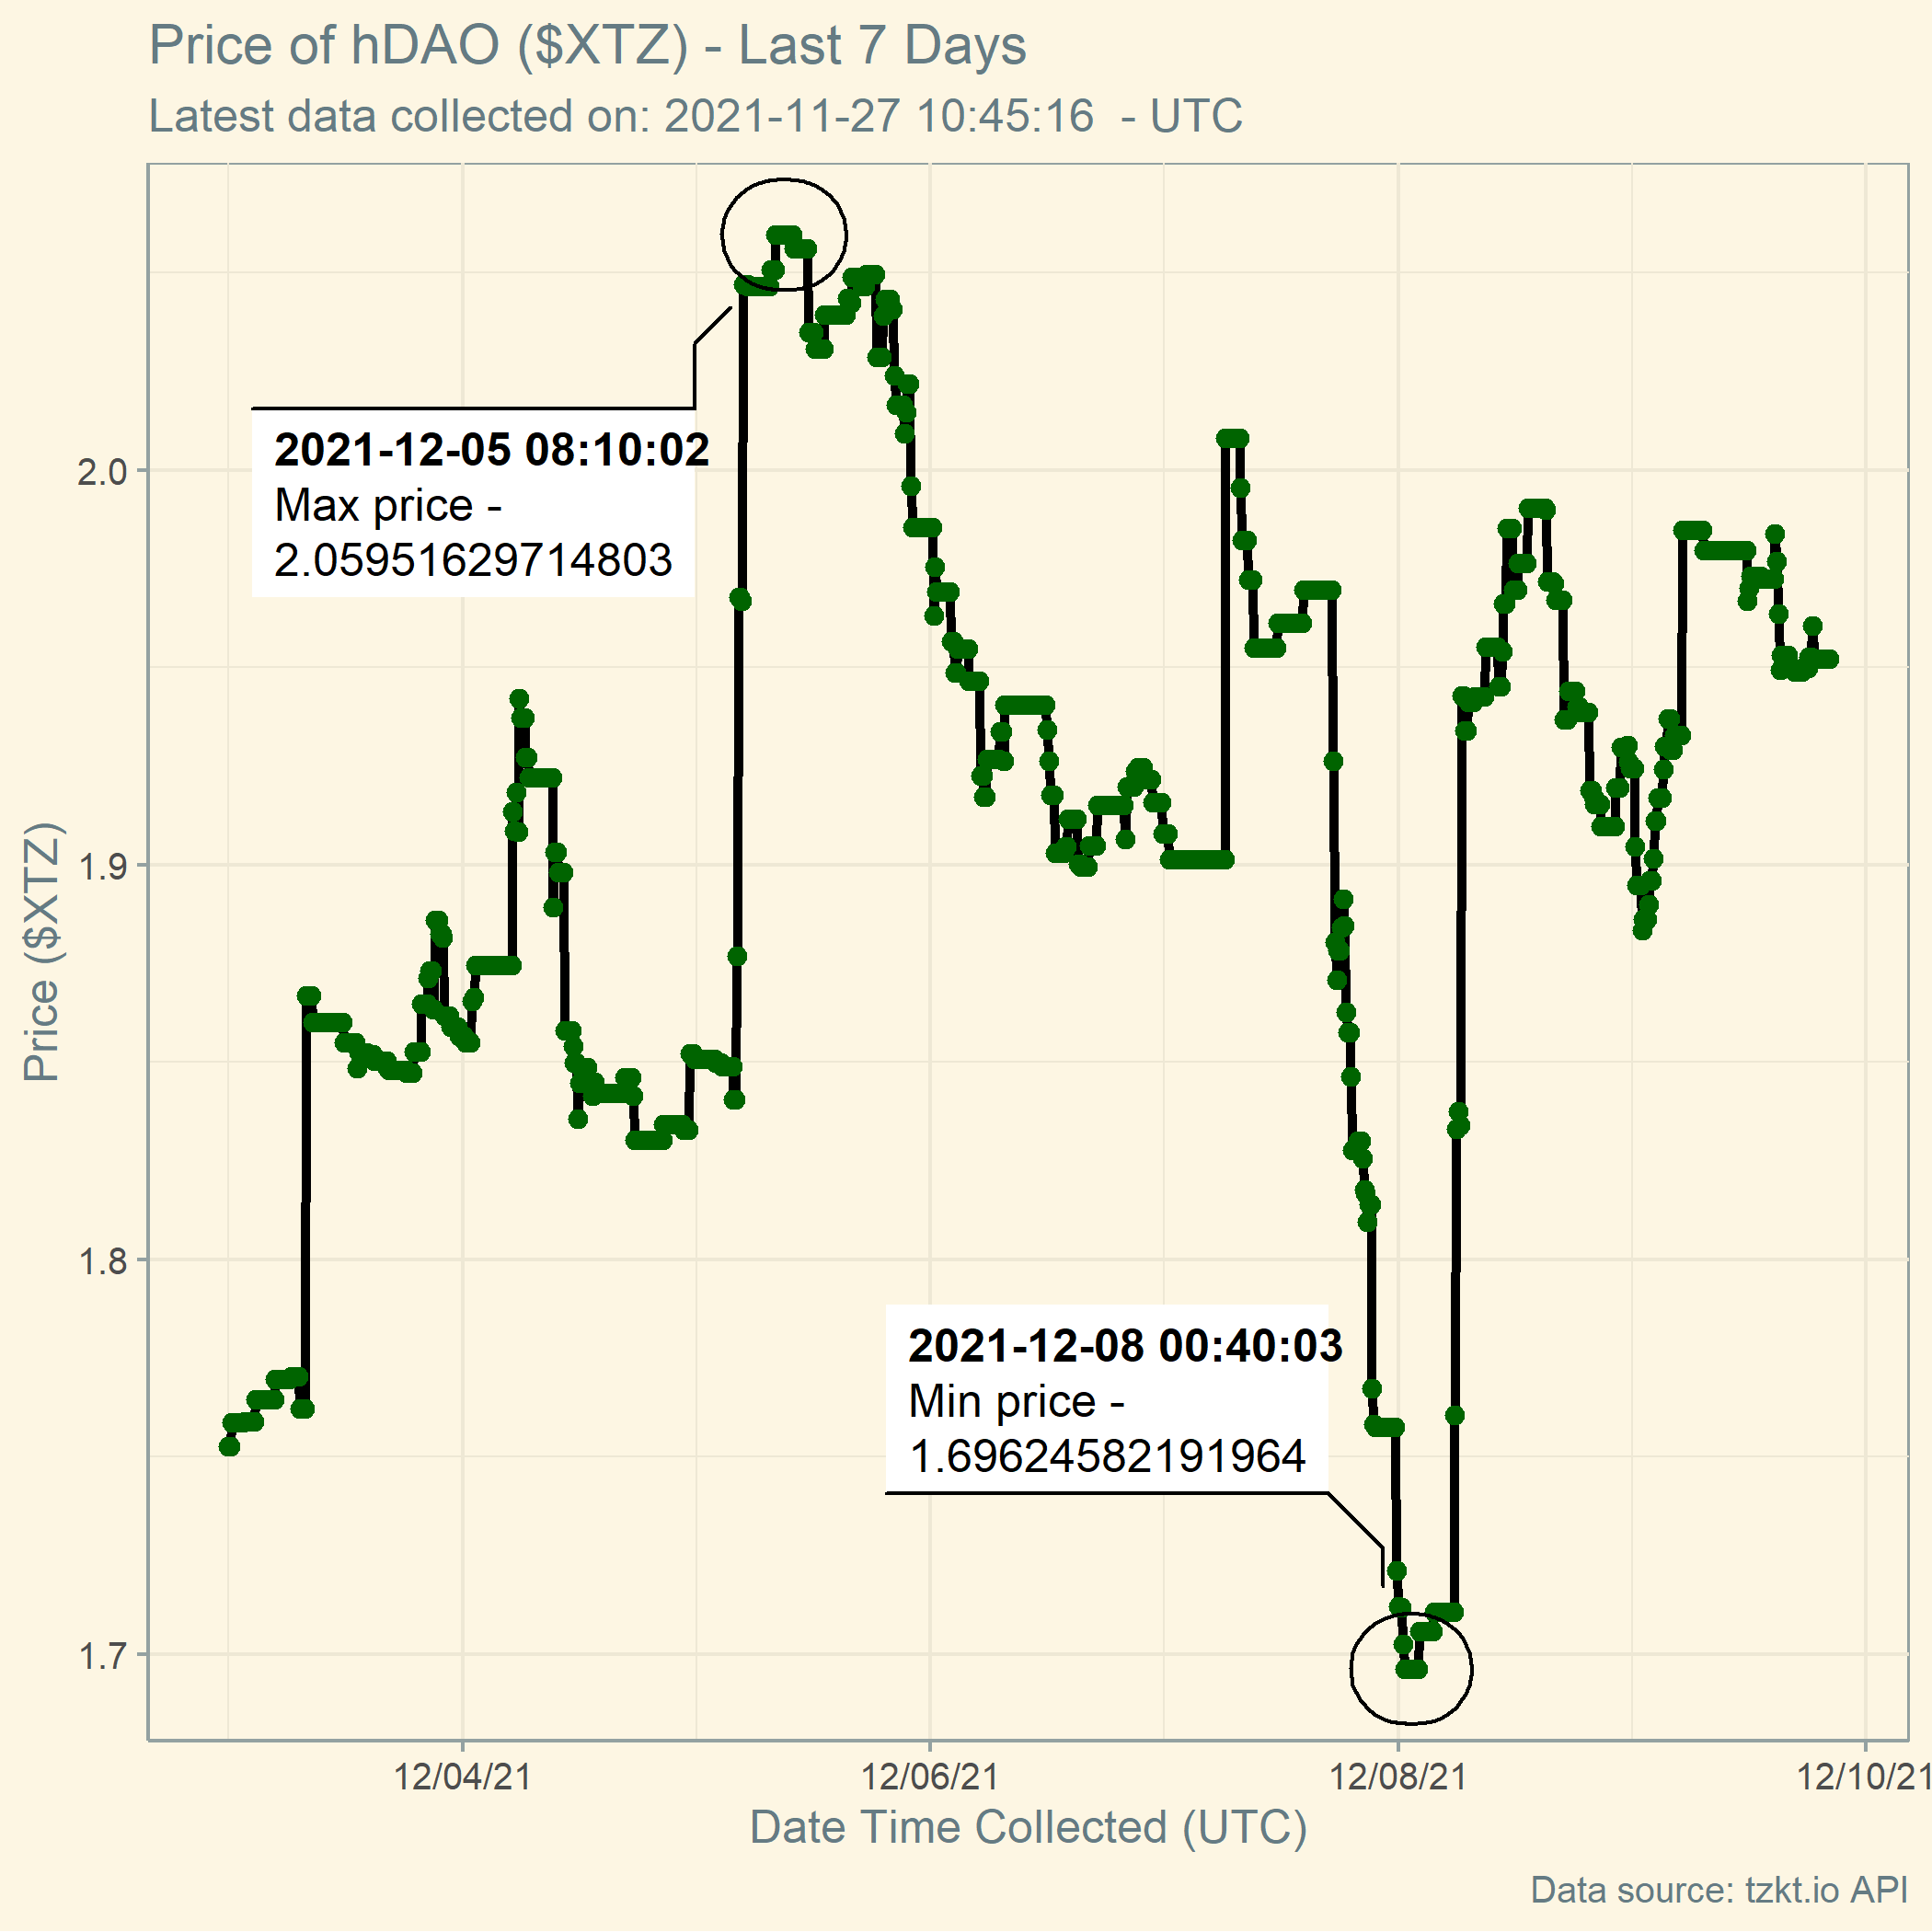 Price of hDAO ($XTZ) - Last 7 Days
Latest data collected on: 2021-11-27 10:45:16  - UTC
2021-12-05 08:10:02
Max price -
2.05951629714803
2021-12-08 00:40:03
Min price -
1.69624582191964
Price ($XTZ)
2.0
1.9
1.8
1.7
12/04/21
12/06/21
12/08/21
12/10/21
Date Time Collected (UTC)
Data source: tzkt.io API